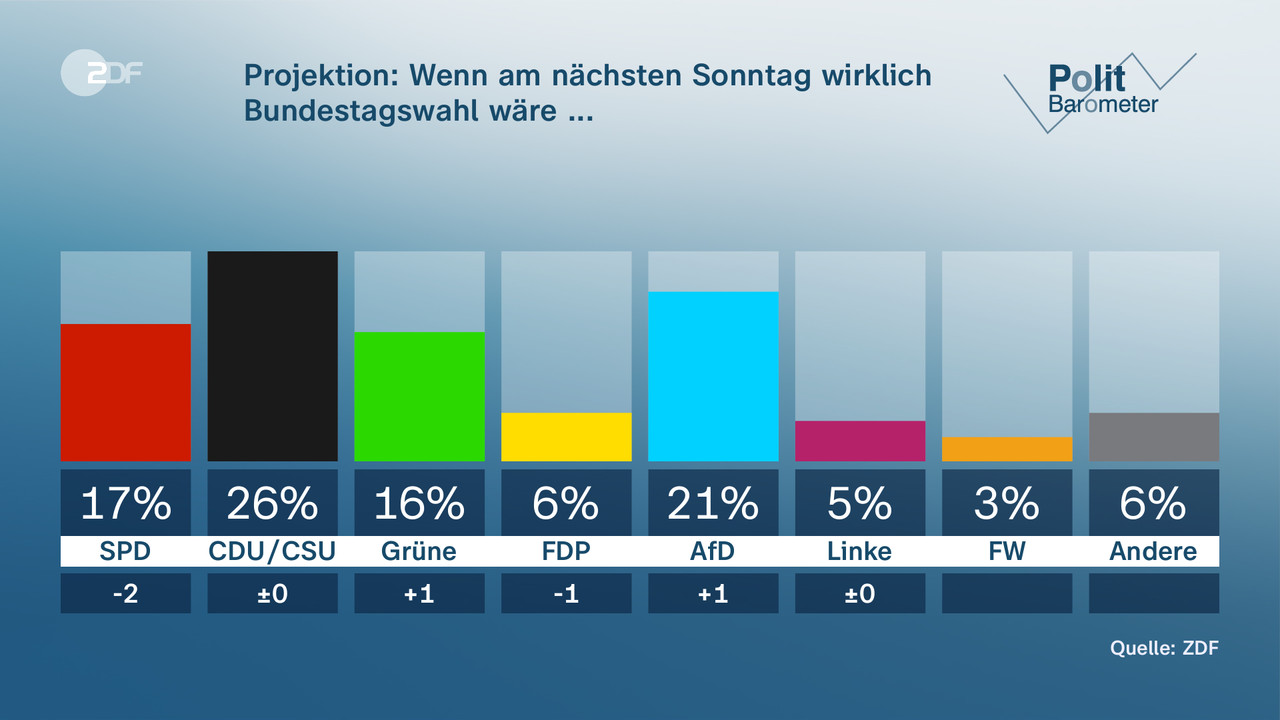 ZDF
Projektion: Wenn am nächsten Sonntag wirklich
Bundestagswahl wäre ...
Polit
Barometer
17% 26% 16% 6% 21% 5% 3% 6%
SPD CDU/CSU Grüne FDP AfD Linke FW Andere
-2 ±0 +1 -1 +1 ±0
Quelle: ZDF